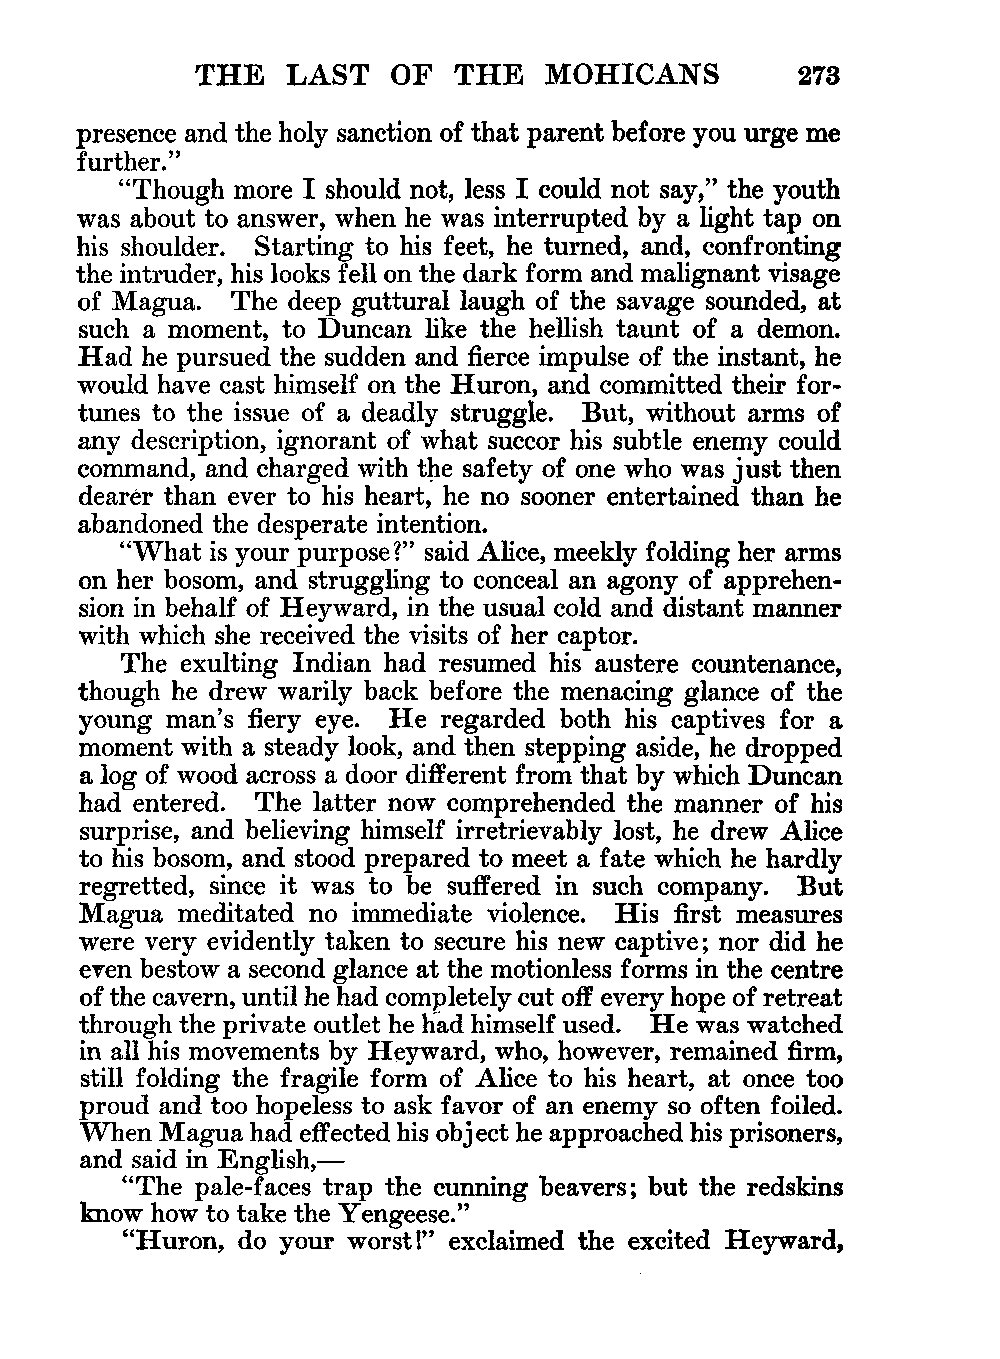 THE LAST OF THE MOHICANS 273
presence and the holy sanction of that parent before you urge me
further.”
“Though more I should not, less I could not say,” the youth
was about to answer, when he was interrupted by a light tap on
his shoulder. Starting to his feet, he turned, and, confronting
the intruder, his looks fell on the dark form and malignant visage
of Magua. The deep guttural laugh of the savage sounded, at
such a moment, to Duncan like the hellish taunt of a demon.
Had he pursued the sudden and fierce impulse of the instant, he
would have cast himself on the Huron, and committed their for-
tunes to the issue of a deadly struggle. But, without arms of
any description, ignorant of what succor his subtle enemy could
command, and charged with the safety of one who was just then
dearer than ever to his heart, he no sooner entertained than he
abandoned the desperate intention.
“What is your purpose?” said Alice, meekly folding her arms
on her bosom, and struggling to conceal an agony of apprehen-
sion in behalf of Heyward, in the usual cold and distant manner
with which she received the visits of her captor.
The exulting Indian had resumed his austere countenance,
though he drew warily back before the menacing glance of the
young man’s fiery eye. He regarded both his captives for a
moment with a steady look, and then stepping aside, he dropped
a log of wood across a door different from that by which Duncan
had entered. The latter now comprehended the manner of his
surprise, and believing himself irretrievably lost, he drew Alice
to his bosom, and stood prepared to meet a fate which he hardly
regretted, since it was to be suffered in such company. But
Magua meditated no immediate violence. His first measures
were very evidently taken to secure his new captive; nor did he
even bestow a second glance at the motionless forms in the centre
of the cavern, until he had completely cut off every hope of retreat
through the private outlet he had himself used. He was watched
in all his movements by Heyward, who, however, remained firm,
still folding the fragile form of Alice to his heart, at once too
proud and too hopeless to ask favor of an enemy so often foiled.
When Magua had effected his object he approached his prisoners,
and said in English,—
“The pale-faces trap the cunning beavers; but the redskins
know how to take the Yengeese.”
“Huron, do your worst!” exclaimed the excited Heyward,